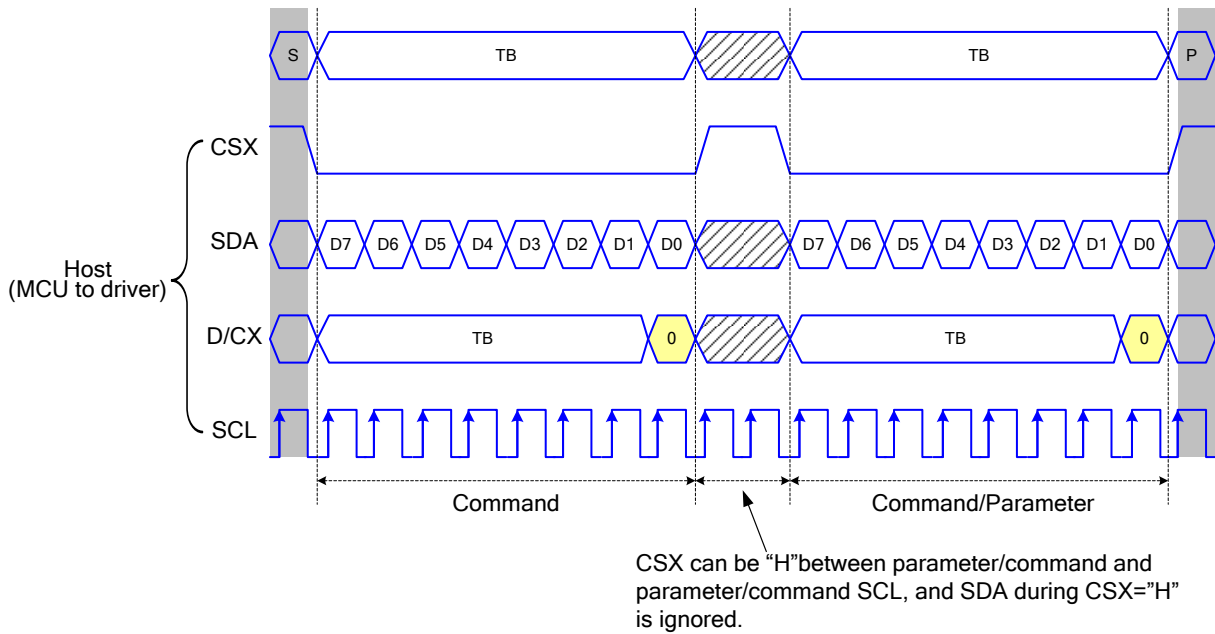 S TB TB P
CSX
SDA D7 D6 D5 D4 D3 D2 D1 D0 D7 D6 D5 D4 D3 D2 D1 D0
Host
(MCU to driver)
D/CX TB 0 TB 0
SCL
Command Command/Parameter
CSX can be “H”between parameter/command and
parameter/command SCL, and SDA during CSX=”H”
is ignored.